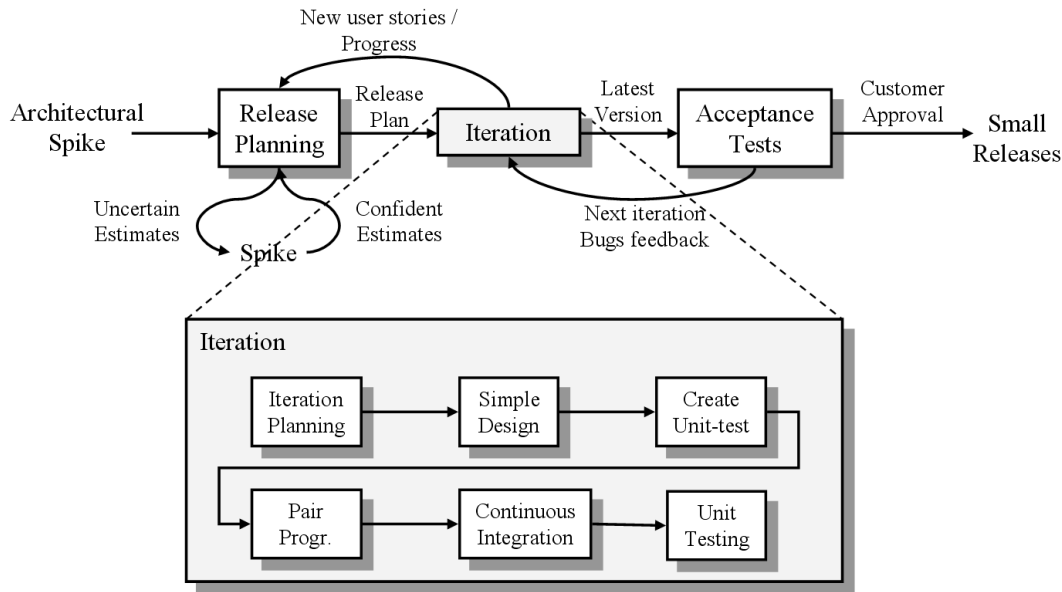 New user stories /
Progress
Architectural
Spike
Release
Planning
Release
Plan
Iteration
Latest
Version
Acceptance
Tests
Customer
Approval
Small
Releases
Uncertain
Estimates
Confident
Estimates
Spike
Next iteration
Bugs feedback
Iteration
Iteration
Planning
Simple
Design
Create
Unit-test
Pair
Progr.
Continuous
Integration
Unit
Testing